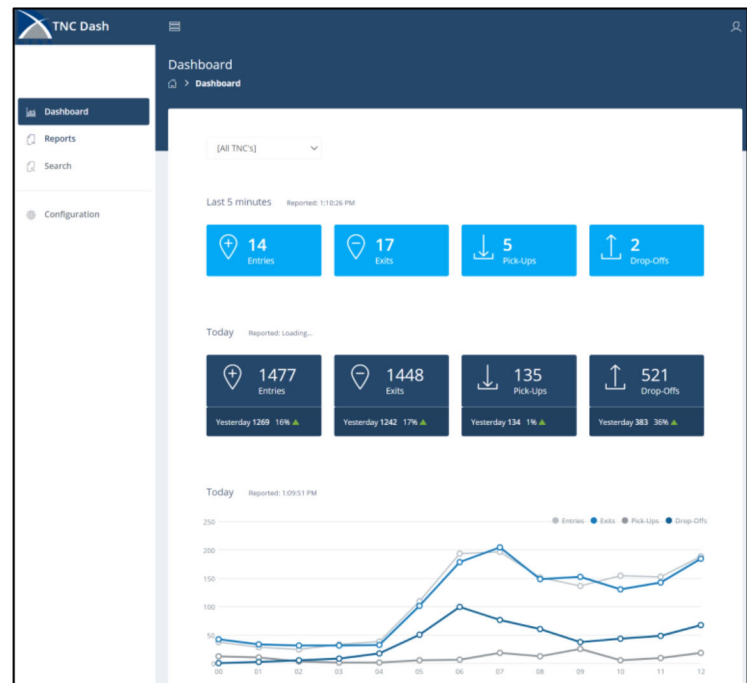 TNC Dash
Dashboard
Dashboard
Dashboard
Reports
Search
Configuration
[All TNC's]
Last 5 minutes Reported: 1:10:26 PM
14 17 5 2
Entries Exits Pick-Ups Drop-Offs
Today Reported: Loading...
1477 1448 135 521
Entries Exits Pick-Ups Drop-Offs
Yesterday 1269 16% Yesterday 1242 17% Yesterday 134 1% Yesterday 383 36%
Today Reported: 1:09:51 PM
Entries Exits Pick-Ups Drop-Offs
250
200
150
100
50
0
00 01 02 03 04 05 06 07 08 09 10 11 12